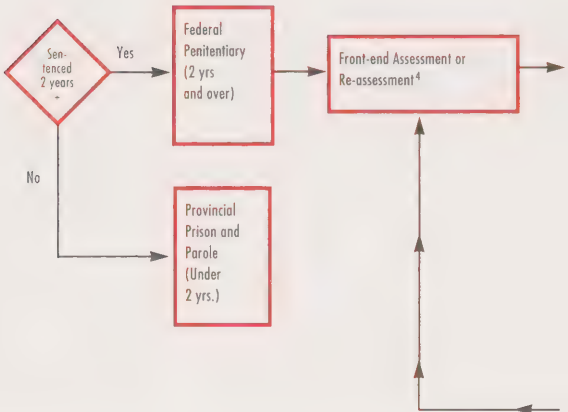 Sen-
tenced
2 years
+
Yes
Federal
Penitentiary
(2 yrs
and over)
Front-end Assessment or
Re-assessment⁴
No
Provincial
Prison and
Parole
(Under
2 yrs.)